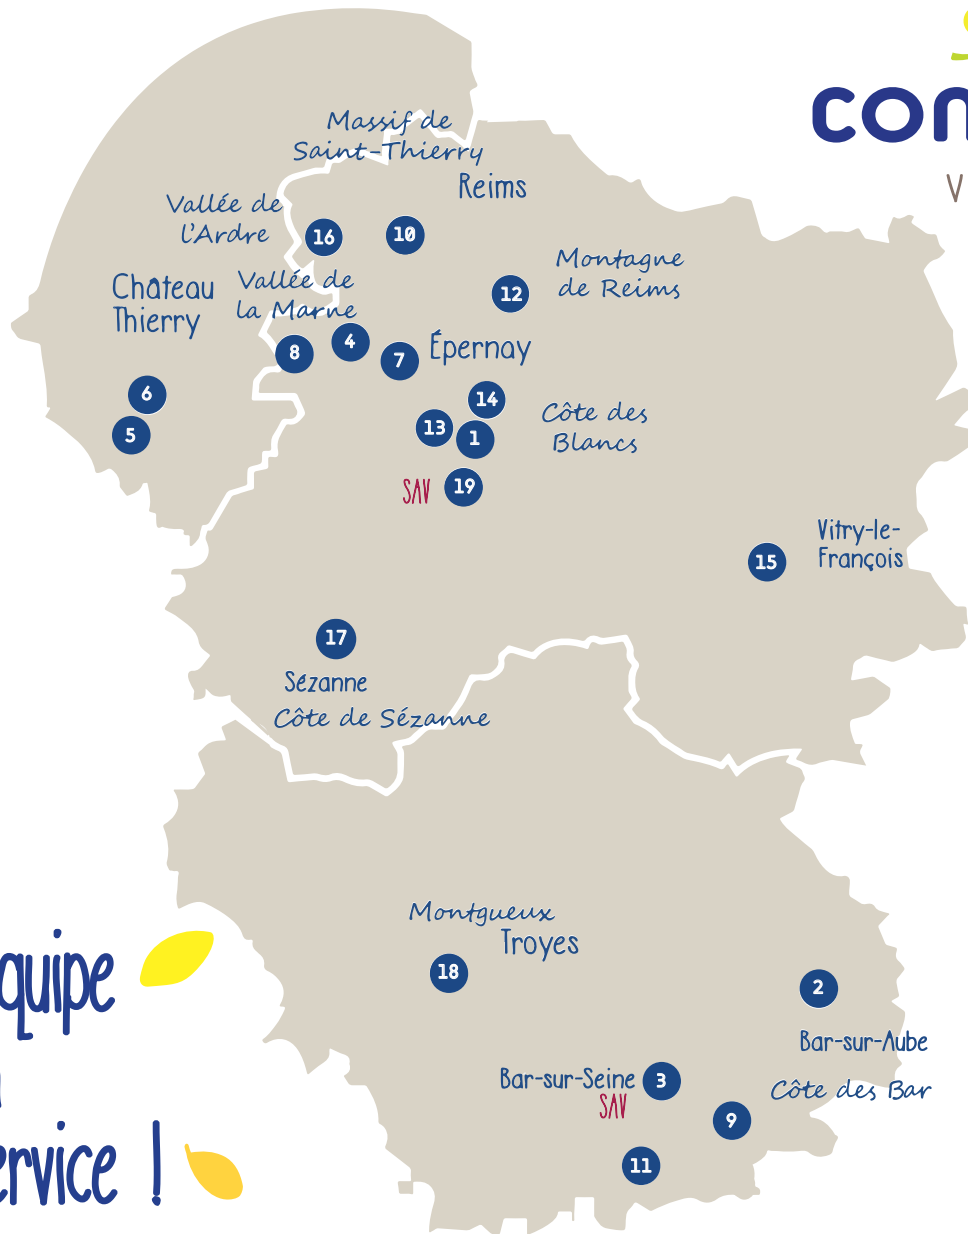 Massif de
Saint-Thierry
Reims
Vallée de
l'Ardre
16
10
Montagne
de Reims
12
Château
Thierry
Vallée de
la Marne
8
4
7
Épernay
6
5
14
13
1
Côte des
Blancs
SAV
19
15
Vitry-le-
François
17
Sézanne
Côte de Sézanne
Montgueux
Troyes
18
2
Bar-sur-Aube
Bar-sur-Seine
3
SAV
Côte des Bar
9
11
quipe
ervice !
con
V